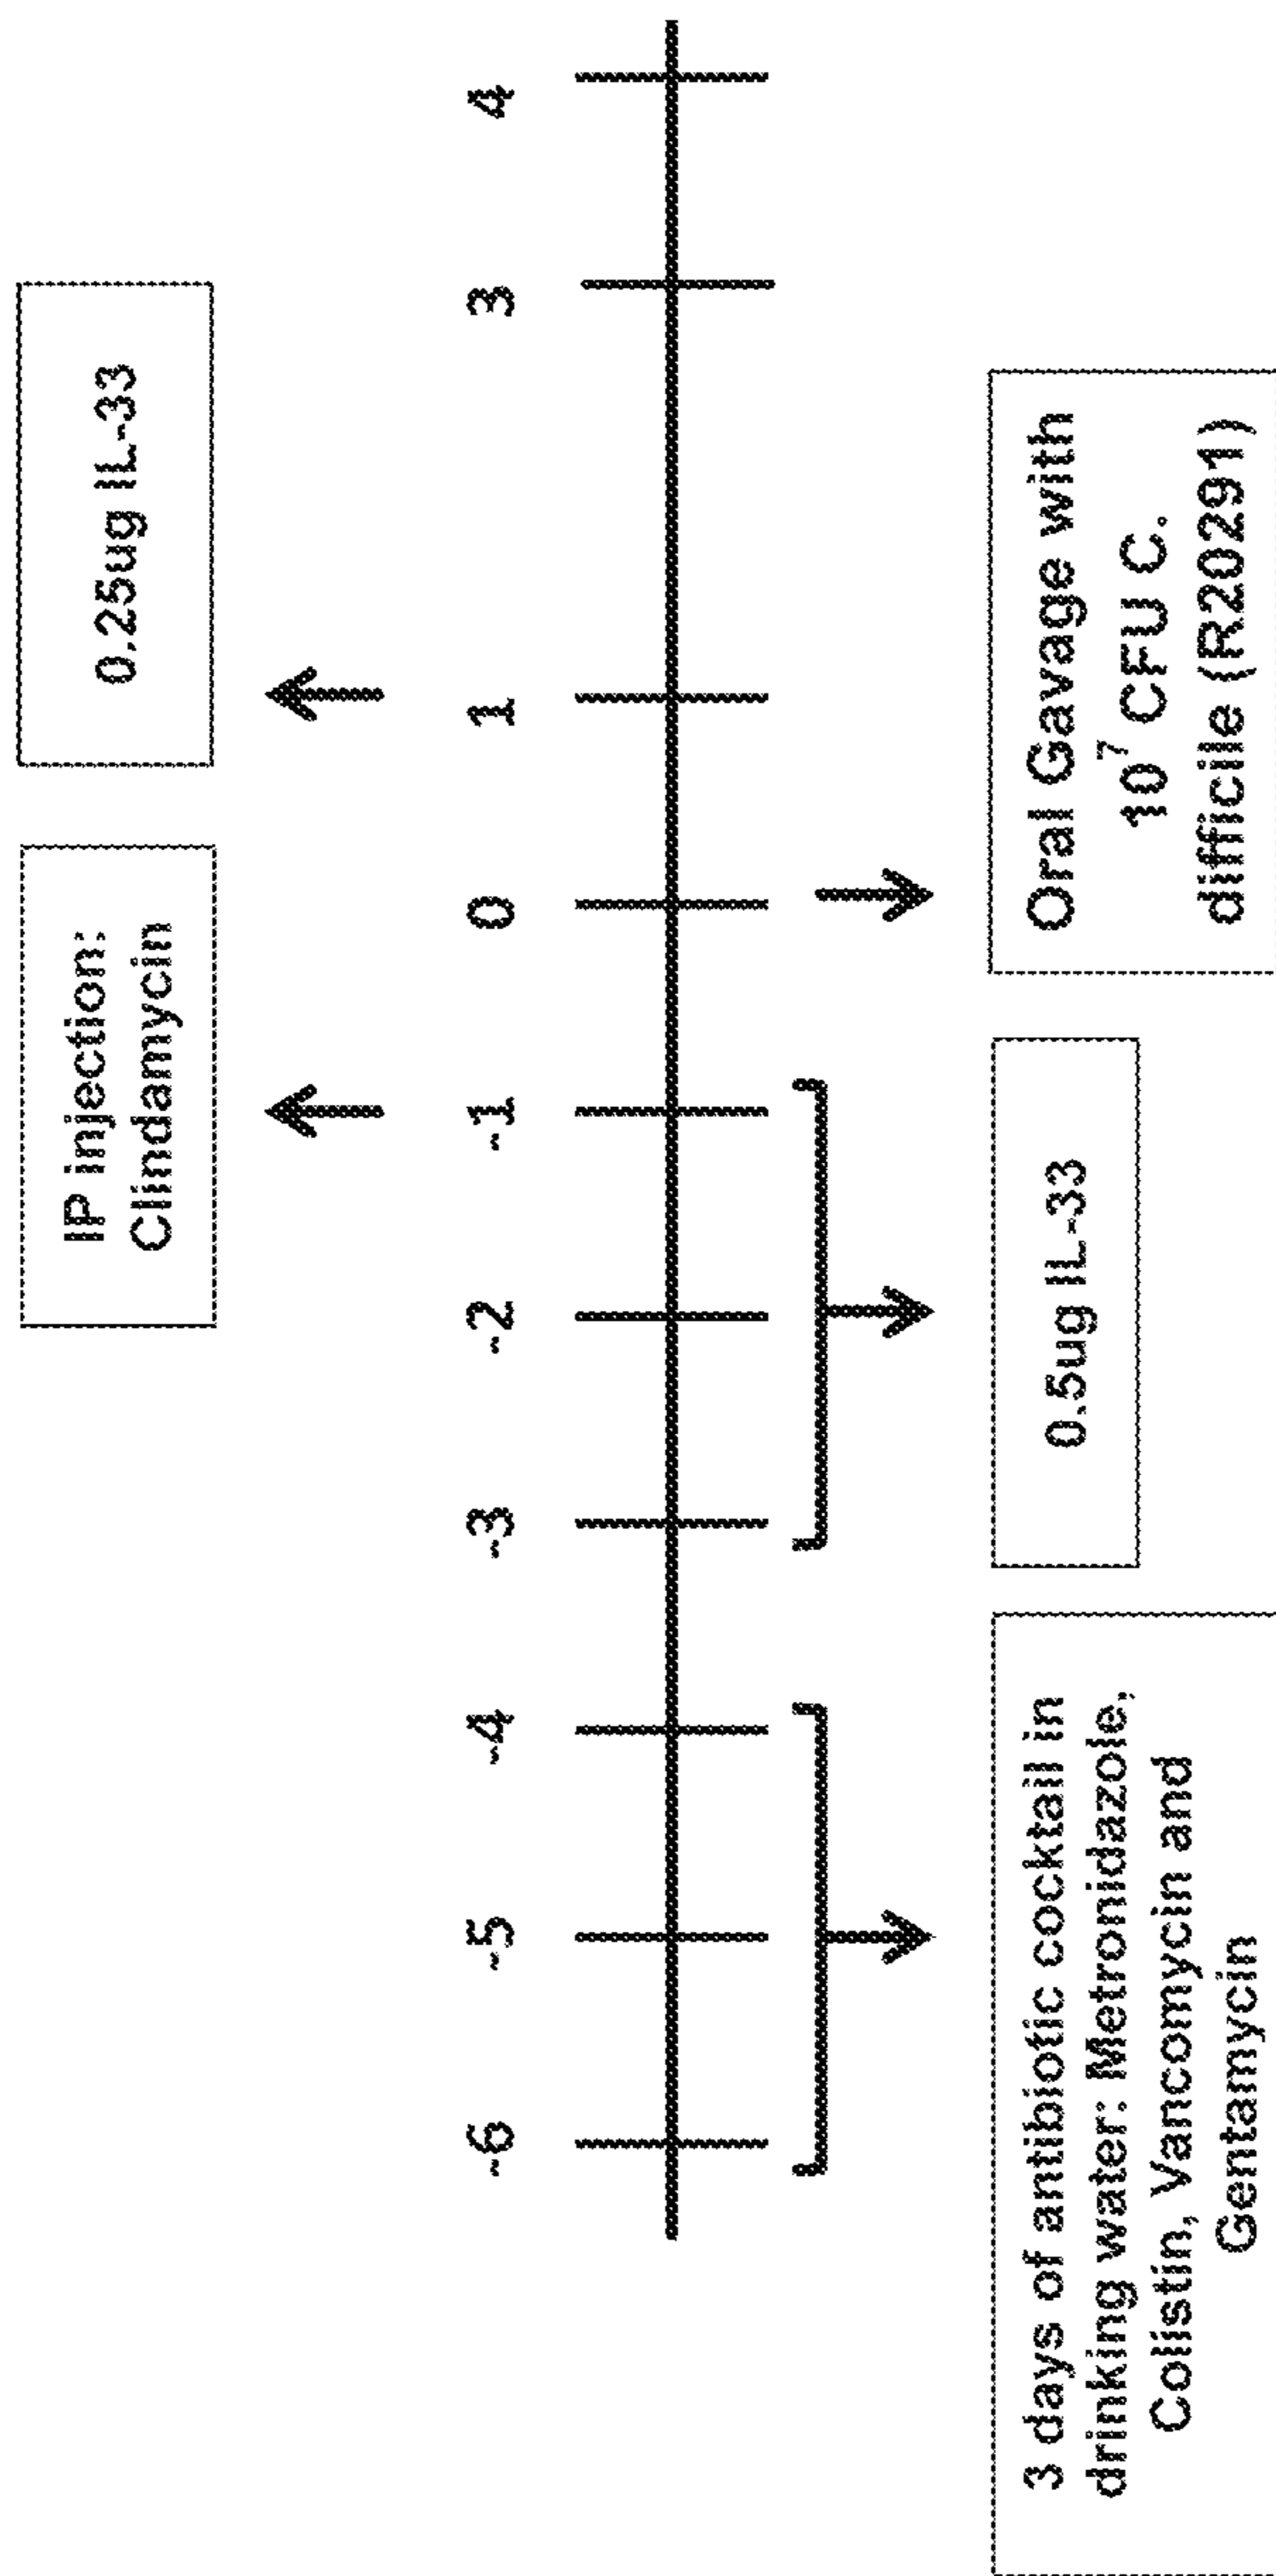 IP injection:
Clindamycin
0.25ug IL-33
-6 -5 -4 -3 -2 -1 0 1 3 4
3 days of antibiotic cocktail in
drinking water: Metronidazole,
Colistin, Vancomycin and
Gentamycin
0.5ug IL-33
Oral Gavage with
10⁷ CFU C.
difficile (R20291)